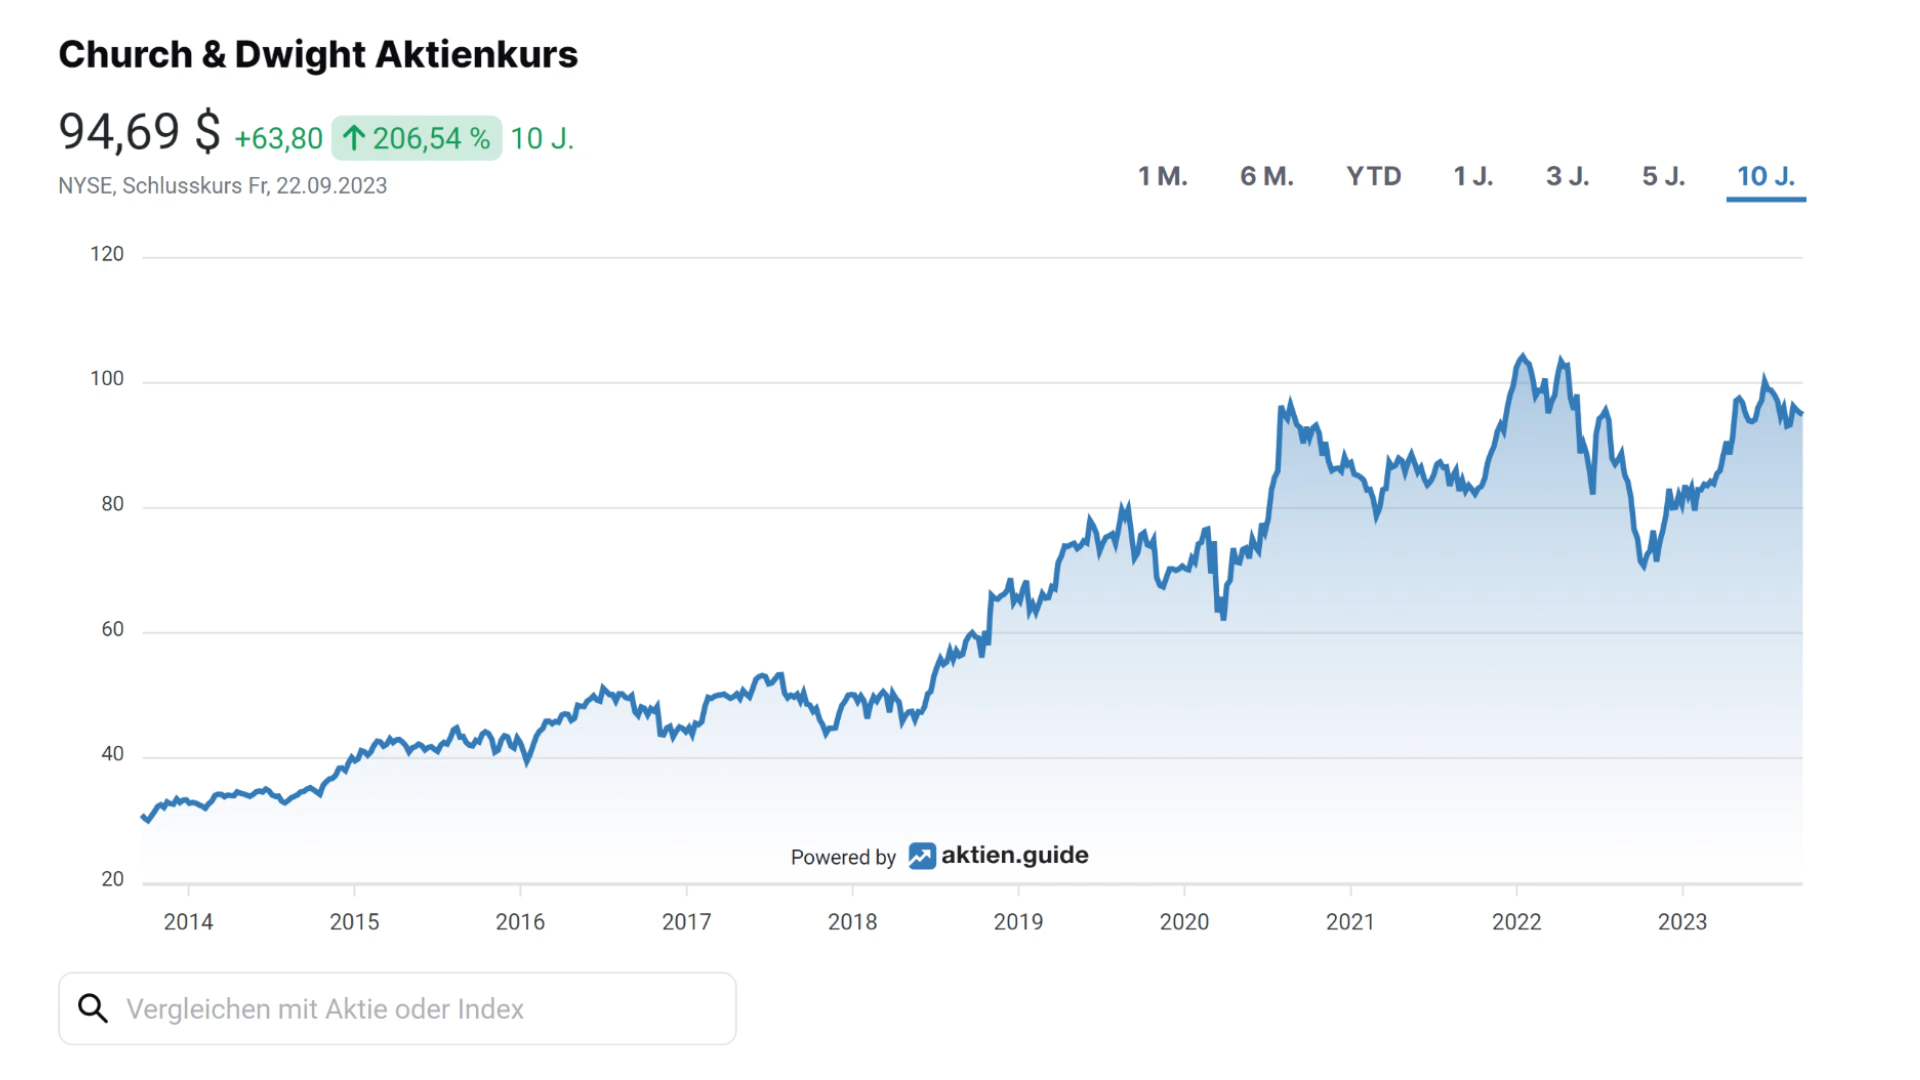 Church & Dwight Aktienkurs
94,69 $ +63,80 206,54 % 10 J.
NYSE, Schlusskurs Fr, 22.09.2023
1 M. 6 M. YTD 1 J. 3 J. 5 J. 10 J.
120
100
80
60
40
20
Powered by aktien.guide
2014 2015 2016 2017 2018 2019 2020 2021 2022 2023
Vergleichen mit Aktie oder Index